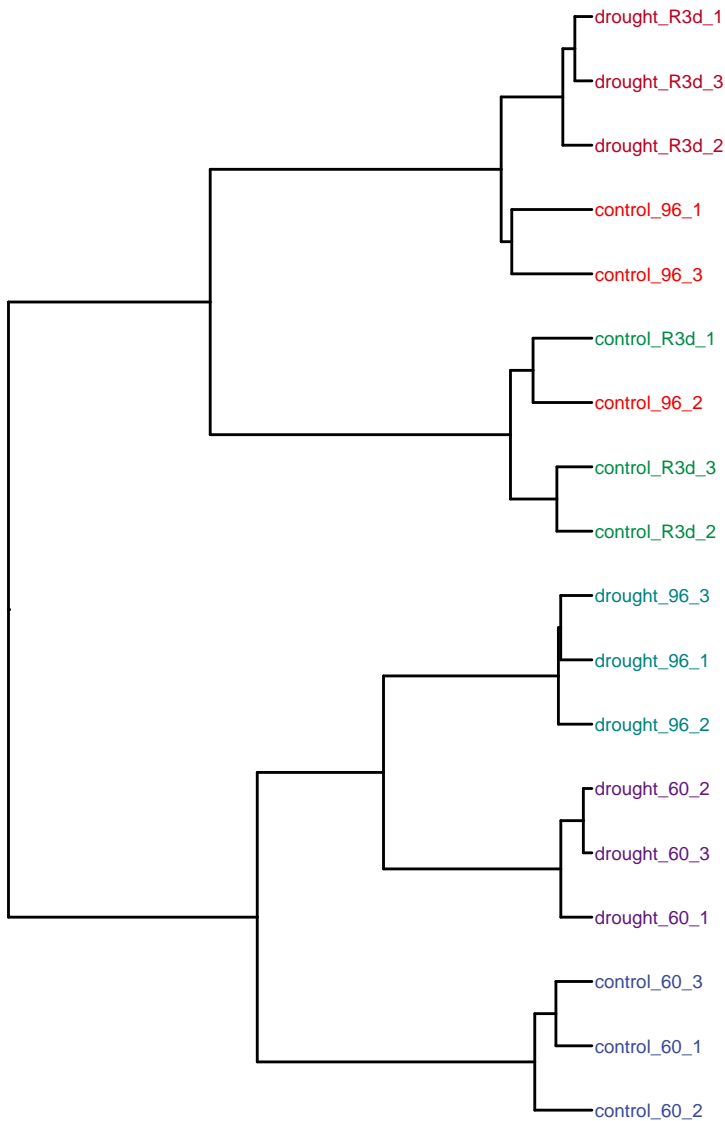 drought_R3d_1
drought_R3d_3
drought_R3d_2
control_96_1
control_96_3
control_R3d_1
control_96_2
control_R3d_3
control_R3d_2
drought_96_3
drought_96_1
drought_96_2
drought_60_2
drought_60_3
drought_60_1
control_60_3
control_60_1
control_60_2